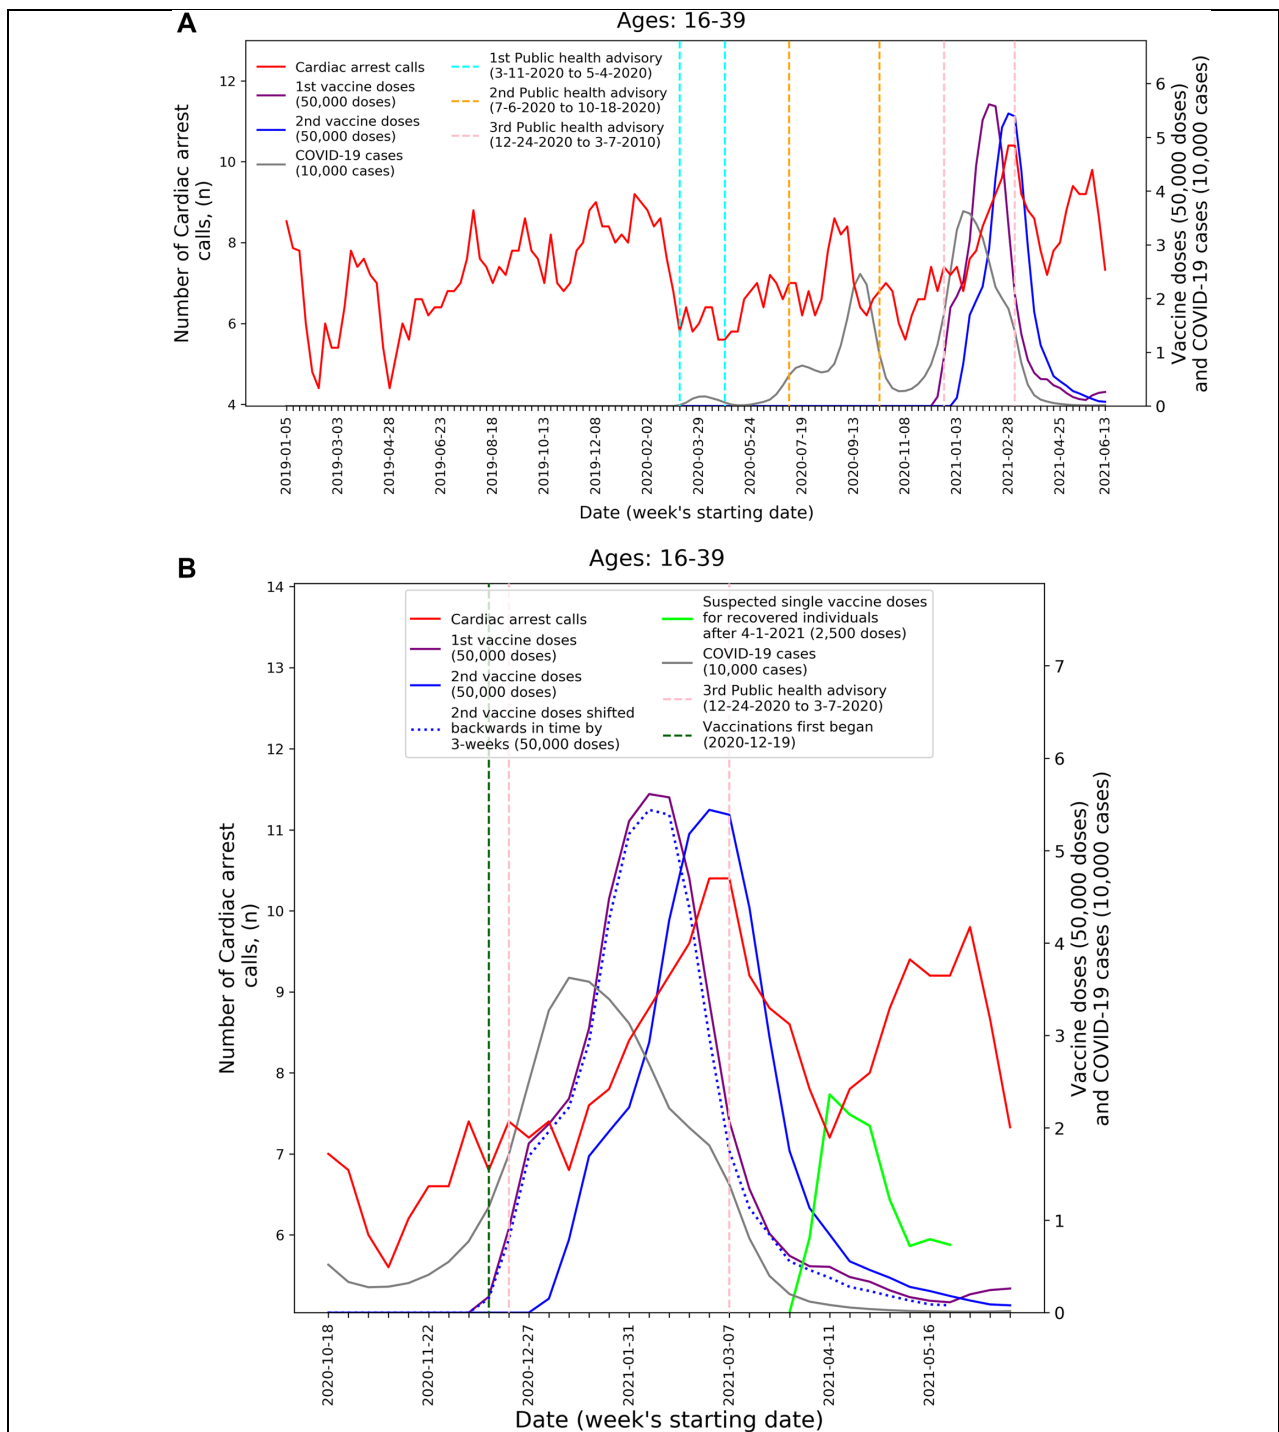 A
Ages: 16-39
Cardiac arrest calls
1st vaccine doses
(50,000 doses)
2nd vaccine doses
(50,000 doses)
COVID-19 cases
(10,000 cases)
1st Public health advisory
(3-11-2020 to 5-4-2020)
2nd Public health advisory
(7-6-2020 to 10-18-2020)
3rd Public health advisory
(12-24-2020 to 3-7-2010)
Number of Cardiac arrest
calls, (n)
12
10
8
6
4
Vaccine doses (50,000 doses)
and COVID-19 cases (10,000 cases)
6
5
4
3
2
1
0
2019-01-05
2019-03-03
2019-04-28
2019-06-23
2019-08-18
2019-10-13
2019-12-08
2020-02-02
2020-03-29
2020-05-24
2020-07-19
2020-09-13
2020-11-08
2021-01-03
2021-02-28
2021-04-25
2021-06-13
Date (week's starting date)
B
Ages: 16-39
Cardiac arrest calls
1st vaccine doses
(50,000 doses)
2nd vaccine doses
(50,000 doses)
2nd vaccine doses shifted
backwards in time by
3-weeks (50,000 doses)
Suspected single vaccine doses
for recovered individuals
after 4-1-2021 (2,500 doses)
COVID-19 cases
(10,000 cases)
3rd Public health advisory
(12-24-2020 to 3-7-2020)
Vaccinations first began
(2020-12-19)
Number of Cardiac arrest
calls, (n)
14
13
12
11
10
9
8
7
6
Vaccine doses (50,000 doses)
and COVID-19 cases (10,000 cases)
7
6
5
4
3
2
1
0
2020-10-18
2020-11-22
2020-12-27
2021-01-31
2021-03-07
2021-04-11
2021-05-16
Date (week's starting date)